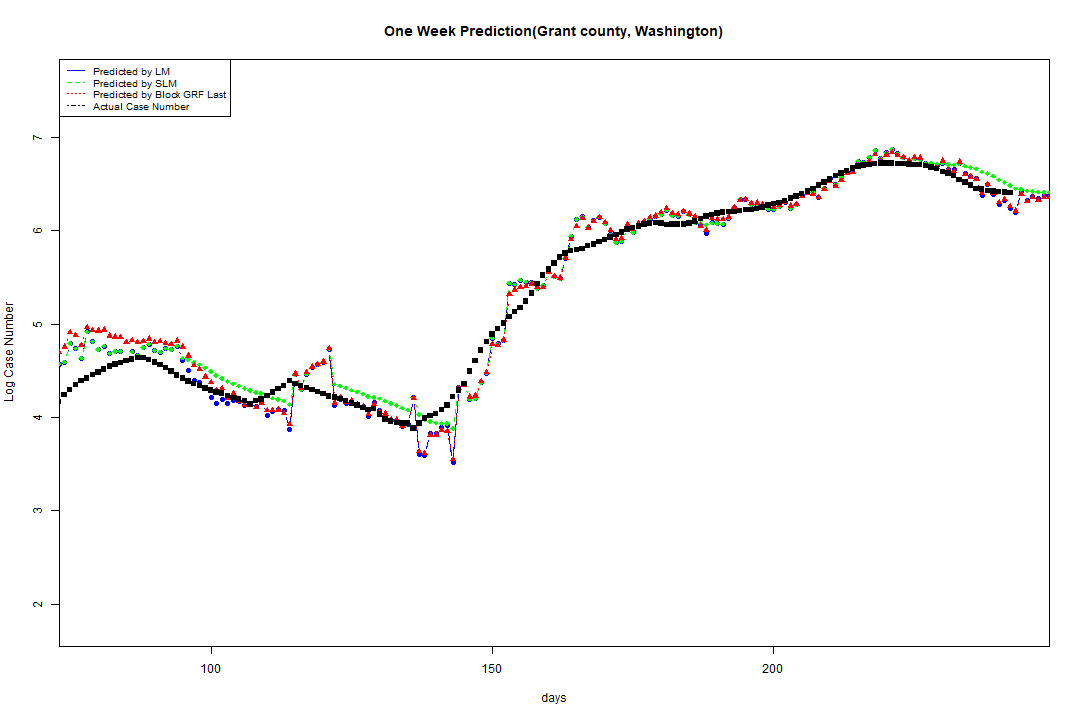 One Week Prediction(Grant county, Washington)
Predicted by LM
Predicted by SLM
Predicted by Block GRF Last
Actual Case Number
7
6
5
4
3
2
Log Case Number
100
150
200
days